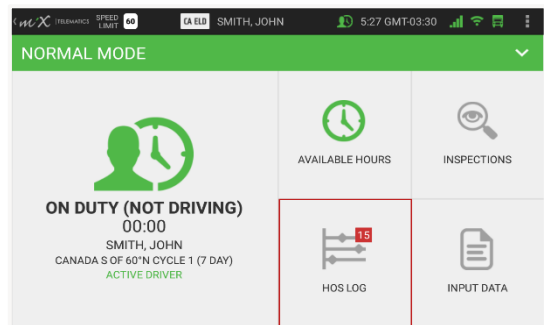 miX TELEMATICS SPEED LIMIT 60 CA ELD SMITH, JOHN 5:27 GMT-03:30
NORMAL MODE
AVAILABLE HOURS
INSPECTIONS
ON DUTY (NOT DRIVING)
00:00
SMITH, JOHN
CANADA S OF 60°N CYCLE 1 (7 DAY)
ACTIVE DRIVER
15
HOS LOG
INPUT DATA